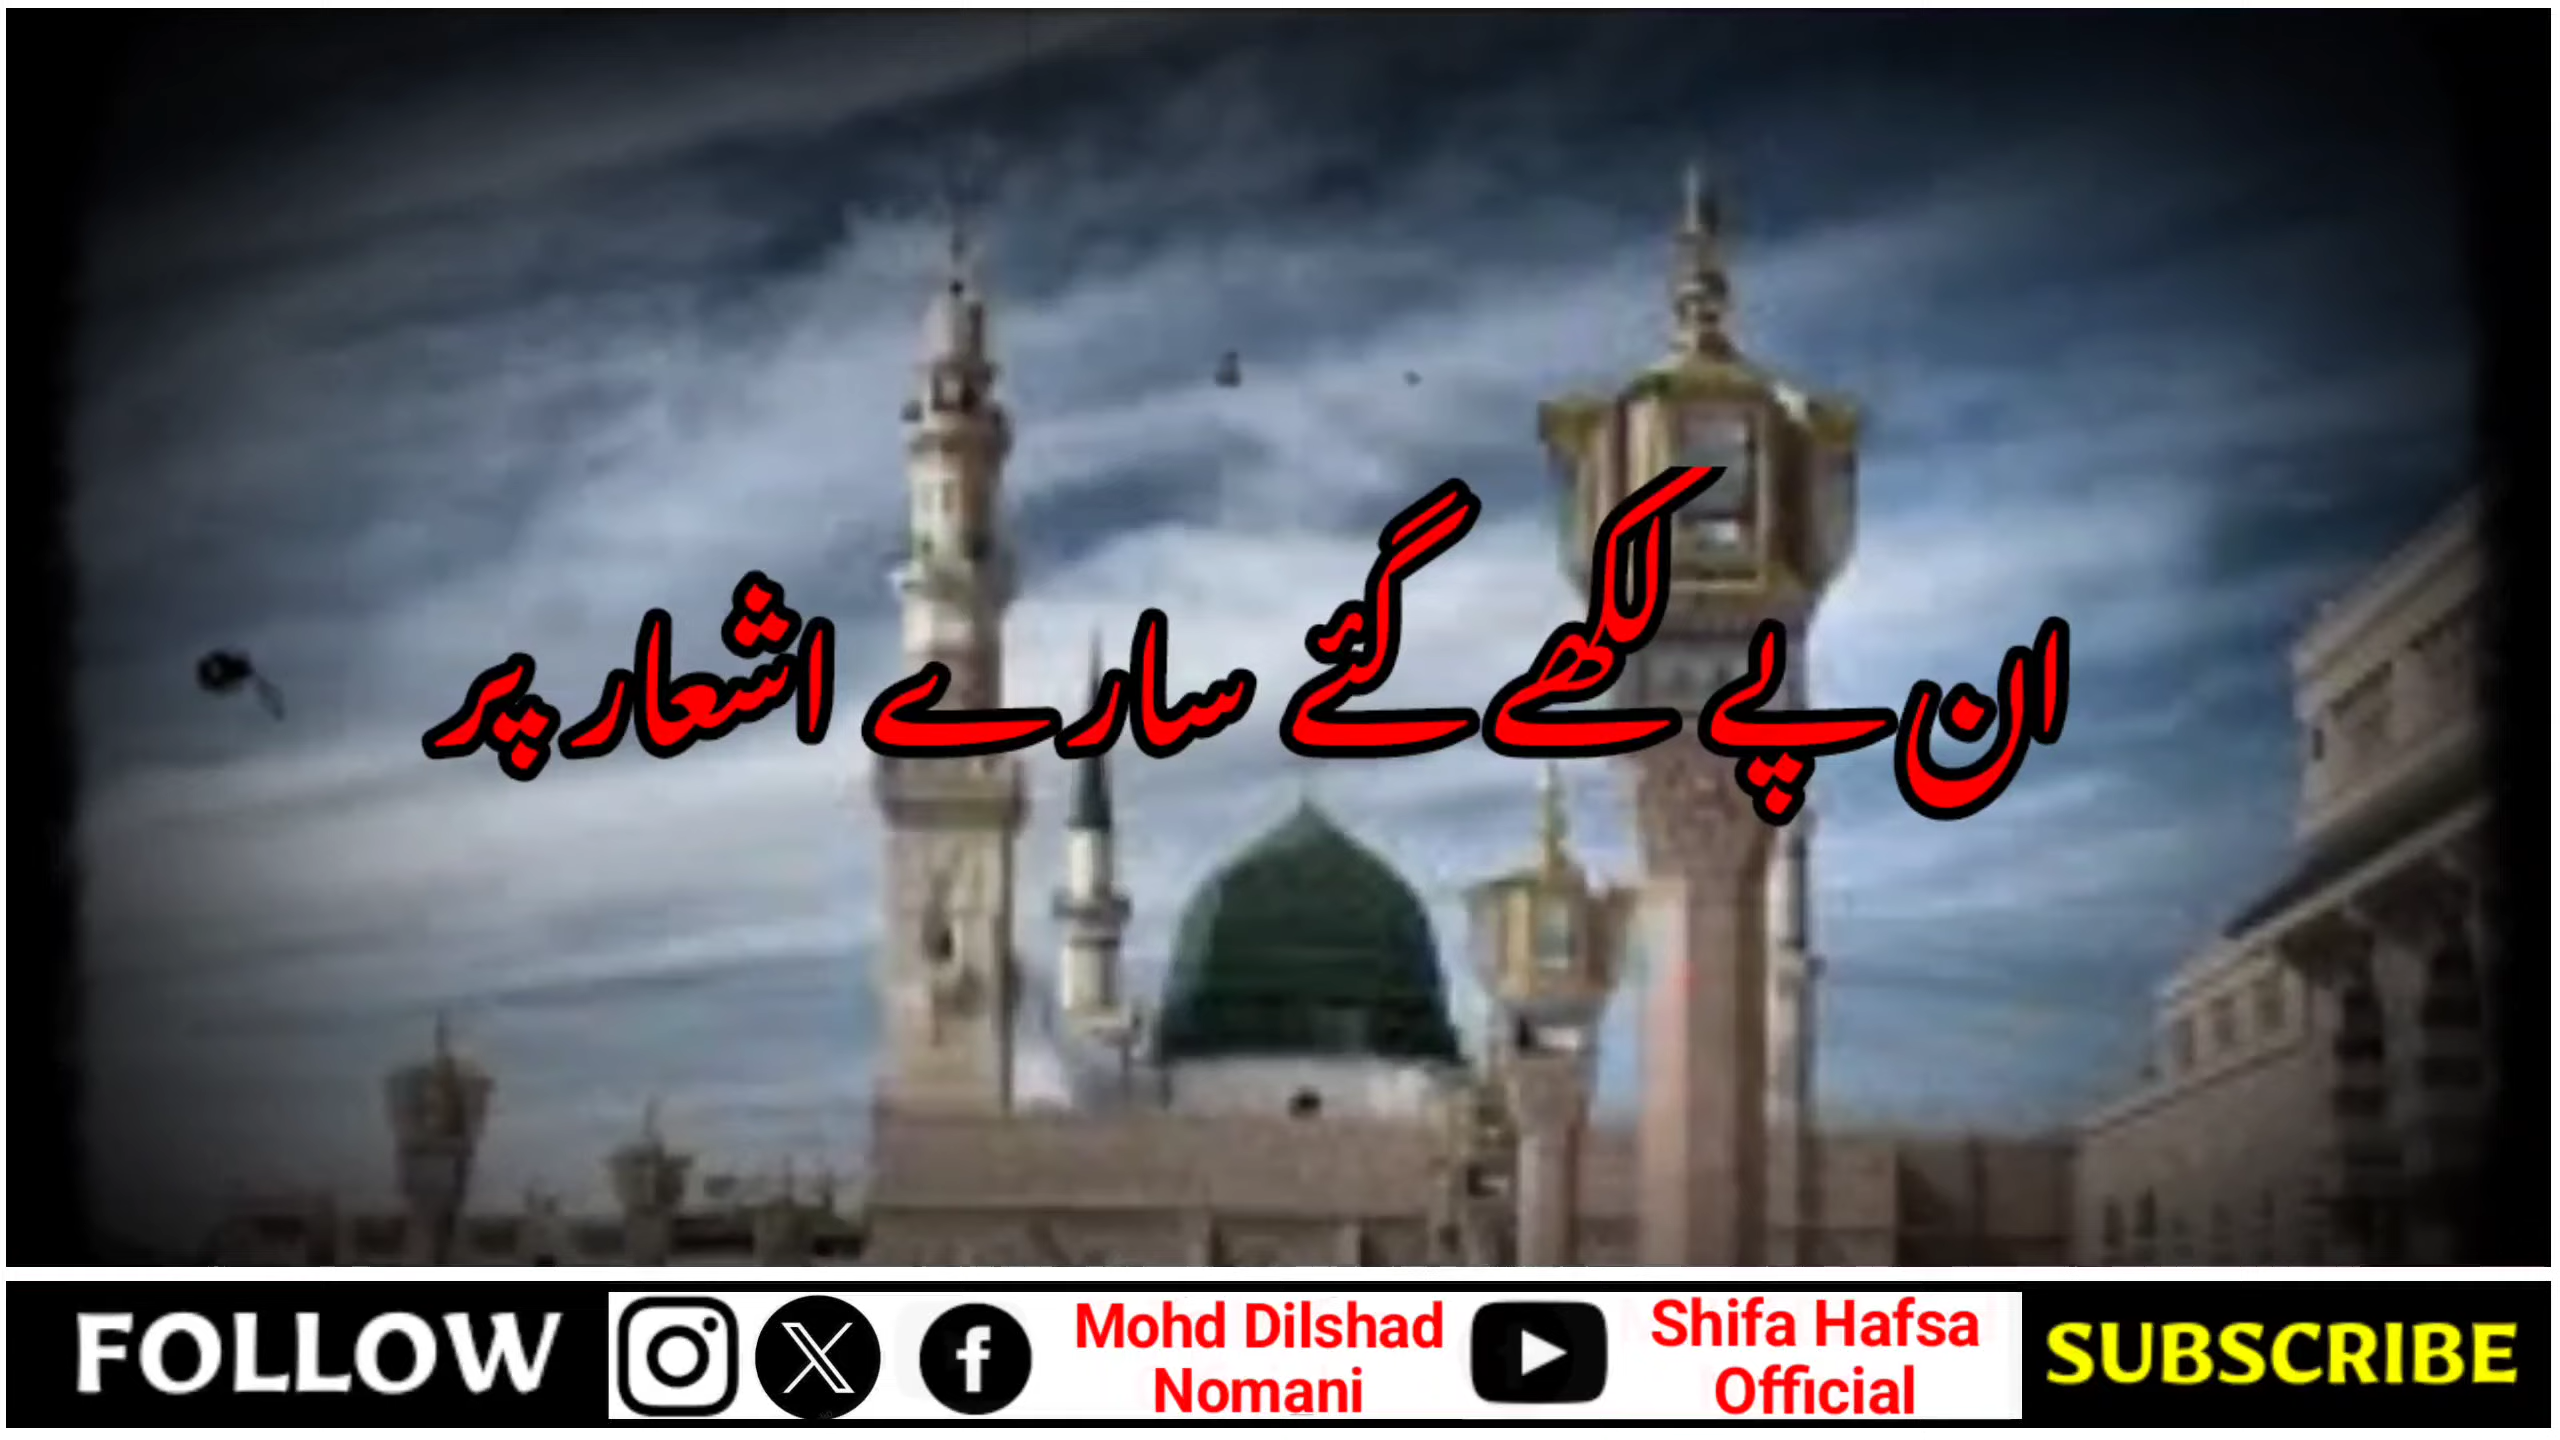 ان پے لکھے گئے سارے اشعار پر
FOLLOW
Mohd Dilshad
Nomani
Shifa Hafsa
Official
SUBSCRIBE